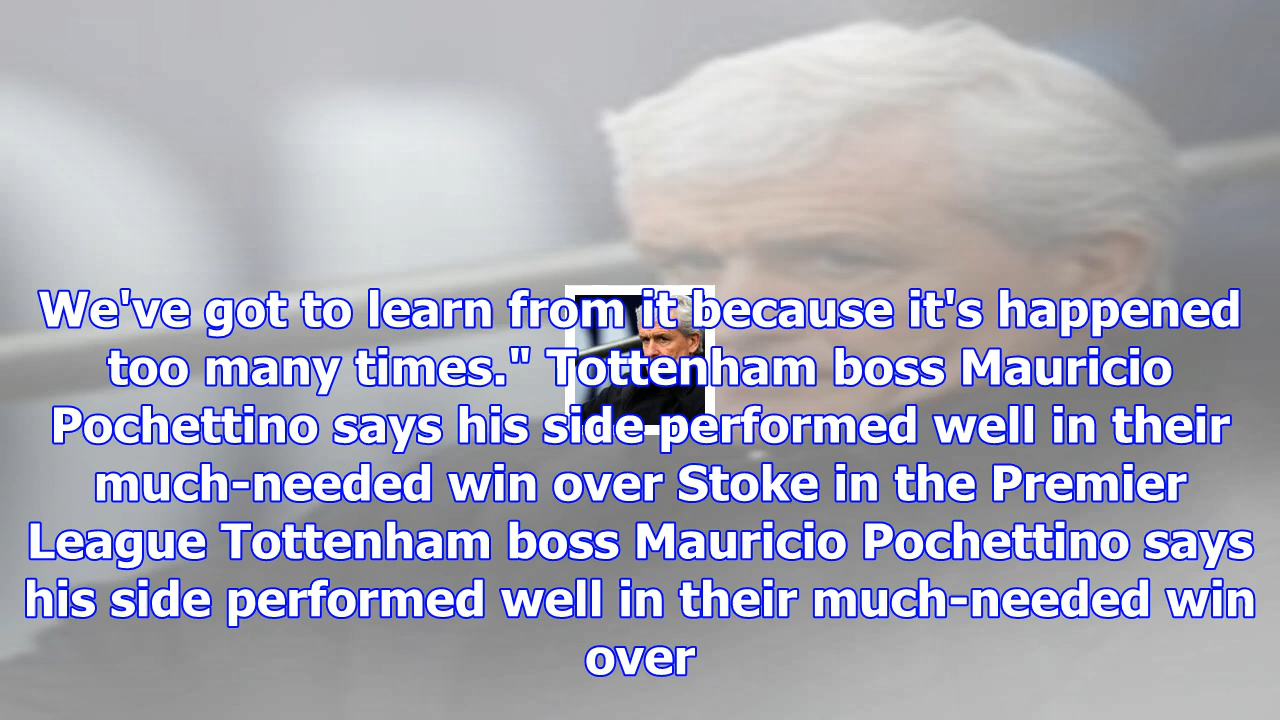 We've got to learn from it because it's happened
too many times." Tottenham boss Mauricio
Pochettino says his side performed well in their
much-needed win over Stoke in the Premier
League Tottenham boss Mauricio Pochettino says
his side performed well in their much-needed win
over